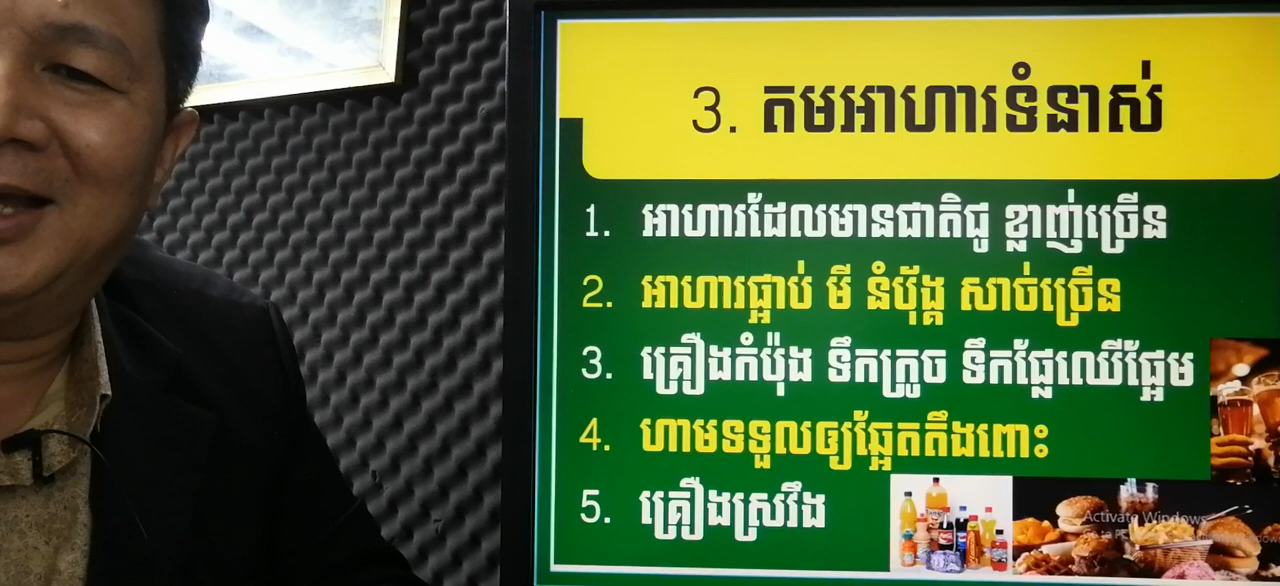 3. តមអាហារទំនាស់
1. អាហារដែលមានជាតិជូ ខ្លាញ់ច្រើន
2. អាហារផ្អាប់ មី នំប៉័ង្គ សាច់ច្រើន
3. គ្រឿងកំប៉ុង ទឹកក្រូច ទឹកផ្លែឈើផ្អែម
4. ហាមទទួលឲ្យឆ្អែតតឹងពោះ
5. គ្រឿងស្រវឹង
Activate Windows